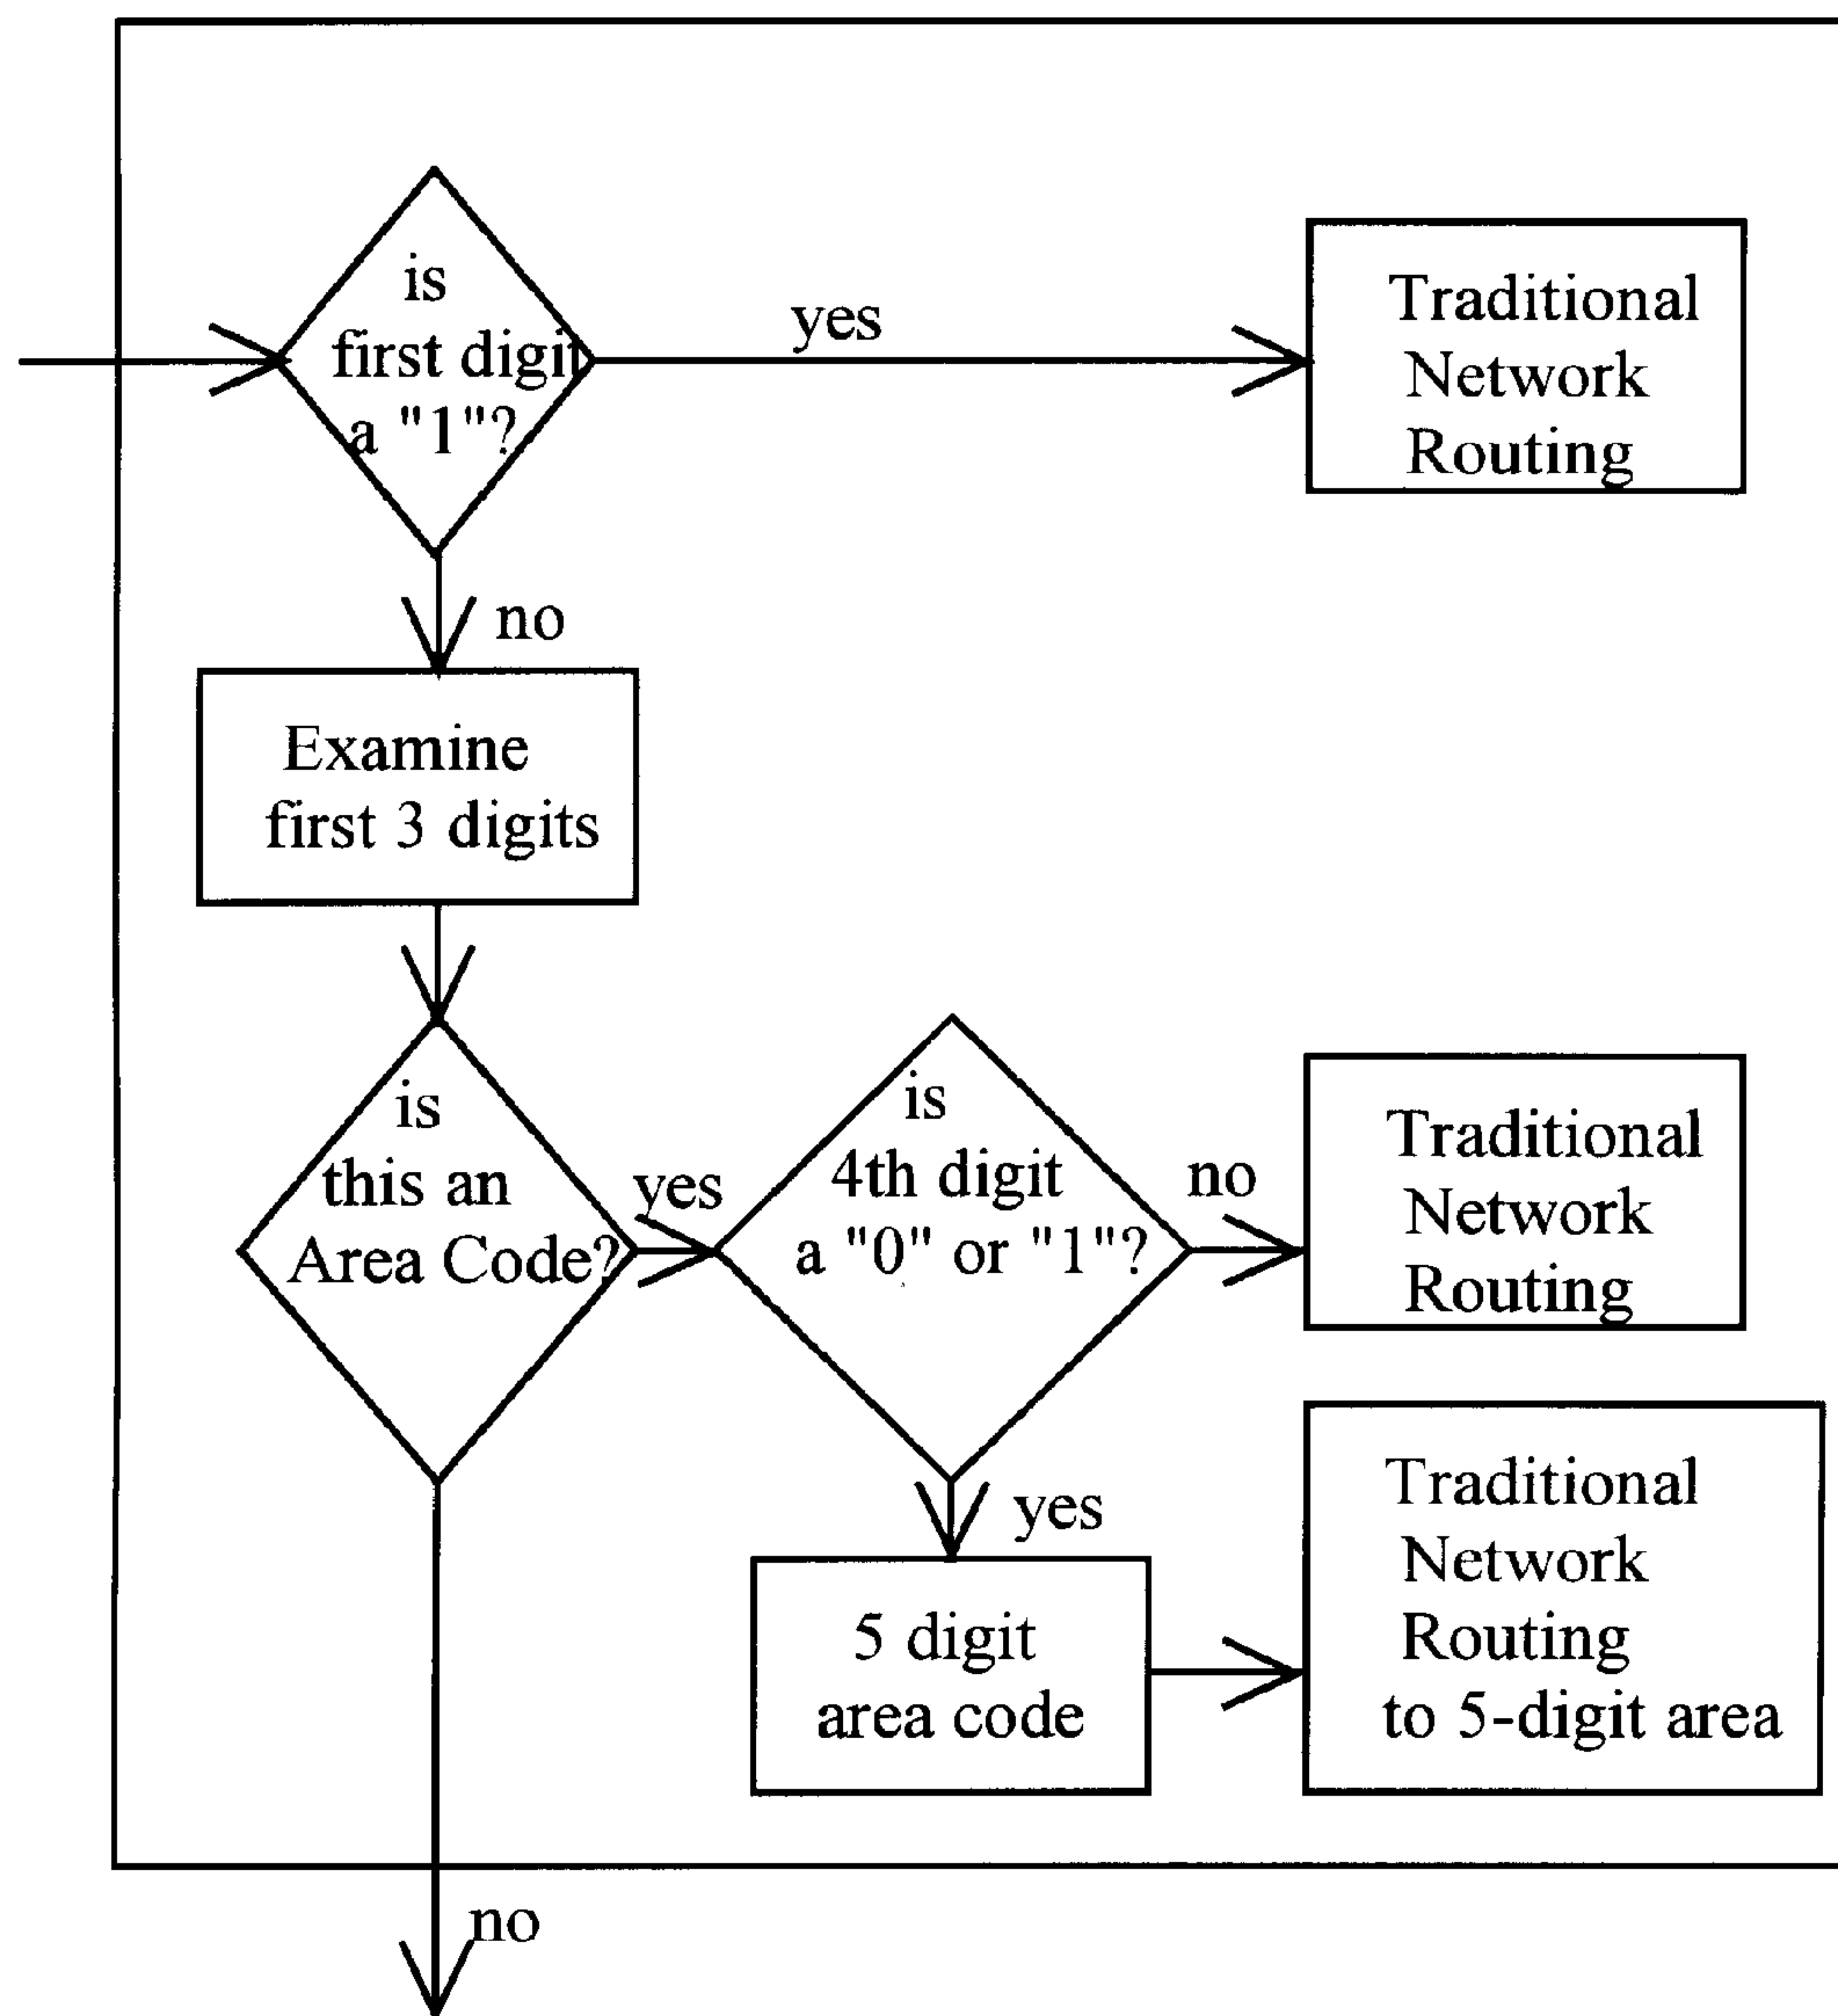 is
first digit
a "1"?
yes
Traditional
Network
Routing
no
Examine
first 3 digits
is
this an
Area Code?
yes
is
4th digit
a "0" or "1"?
no
Traditional
Network
Routing
yes
5 digit
area code
Traditional
Network
Routing
to 5-digit area
no